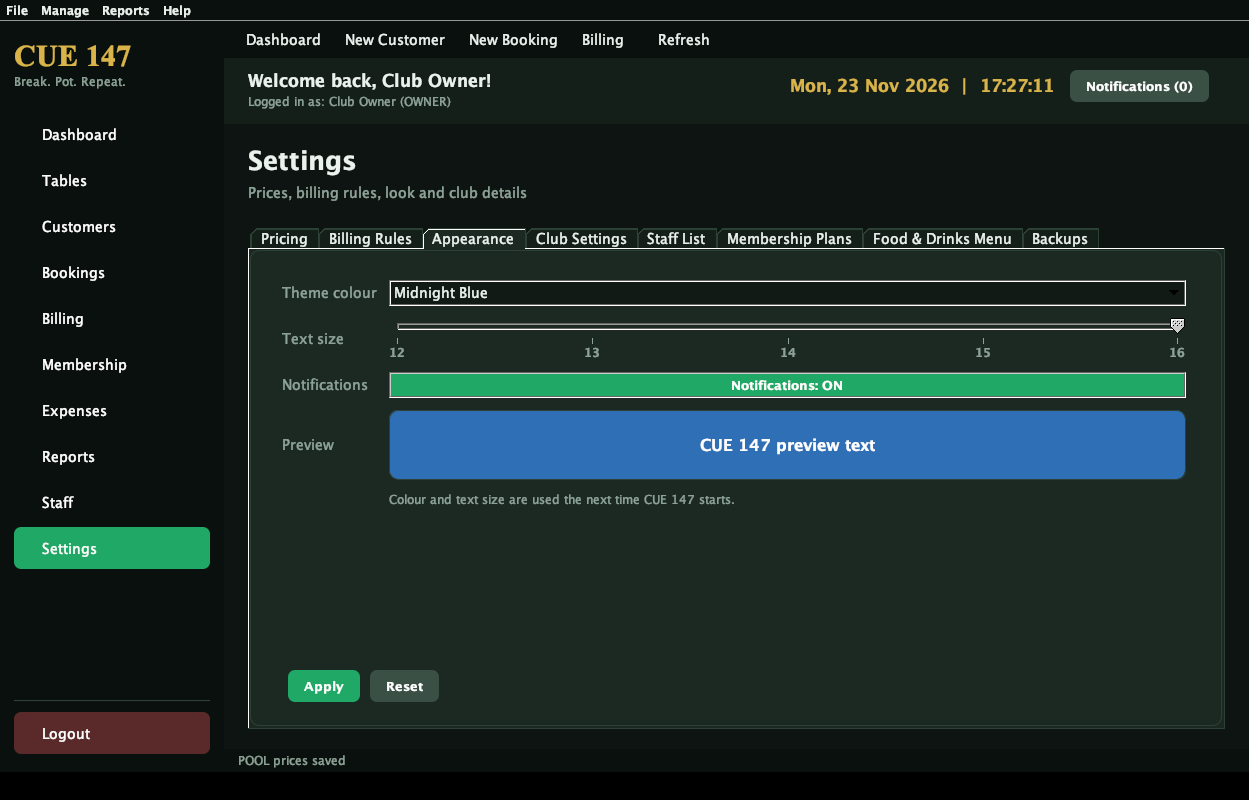 File Manage Reports Help
CUE 147
Break. Pot. Repeat.
Dashboard New Customer New Booking Billing Refresh
Welcome back, Club Owner!
Logged in as: Club Owner (OWNER)
Mon, 23 Nov 2026 | 17:27:11
Notifications (0)
Dashboard
Tables
Customers
Bookings
Billing
Membership
Expenses
Reports
Staff
Settings
Logout
Settings
Prices, billing rules, look and club details
Pricing Billing Rules Appearance Club Settings Staff List Membership Plans Food & Drinks Menu Backups
Theme colour Midnight Blue
Text size
12 13 14 15 16
Notifications Notifications: ON
Preview CUE 147 preview text
Colour and text size are used the next time CUE 147 starts.
Apply Reset
POOL prices saved